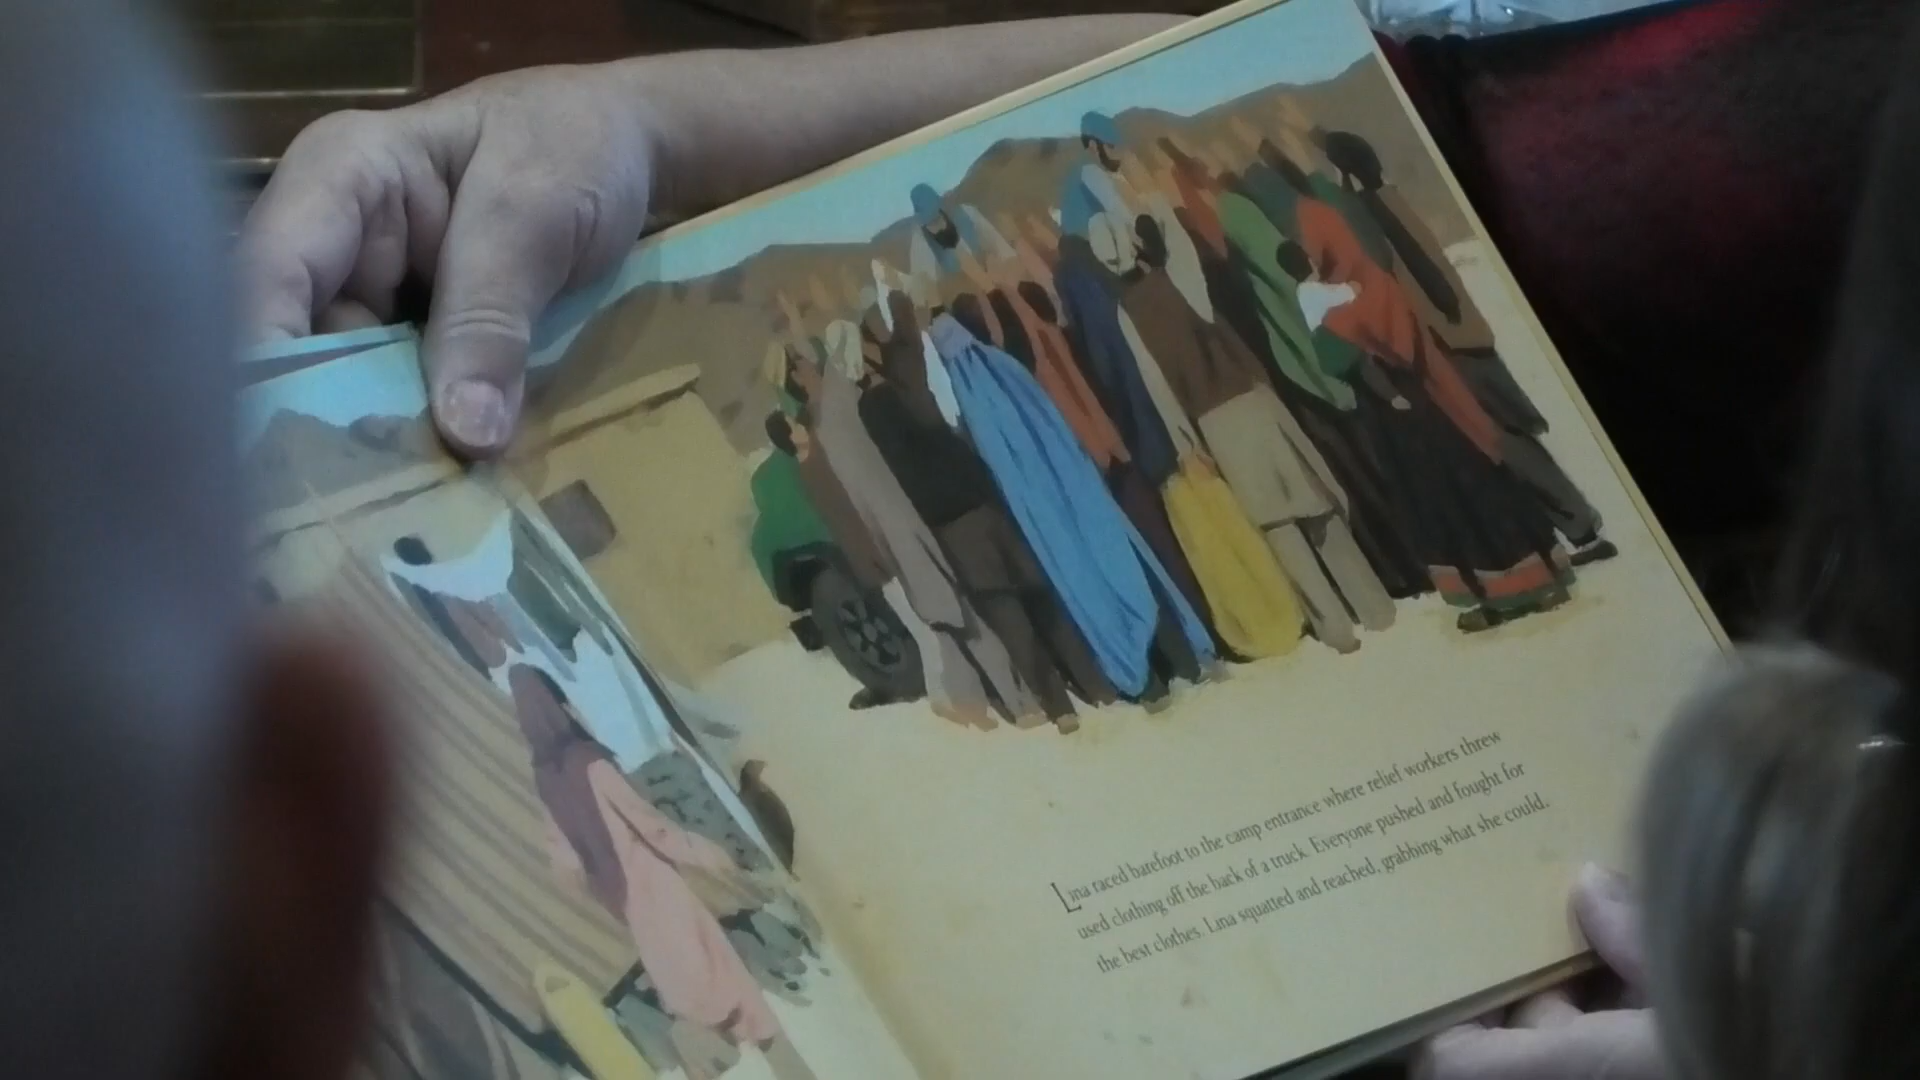 Lina raced barefoot to the camp entrance where relief workers threw
used clothing off the back of a truck. Everyone pushed and fought for
the best clothes. Lina squatted and reached, grabbing what she could.